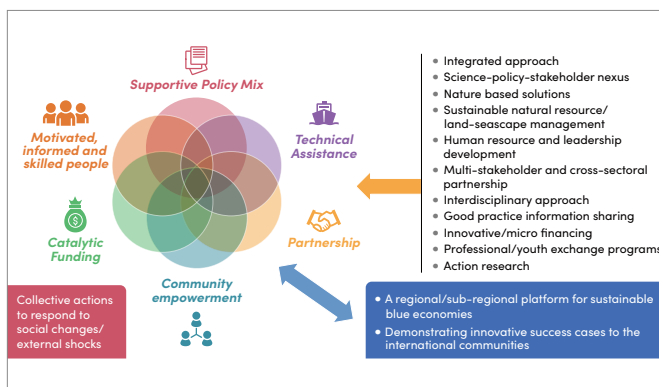 Supportive Policy Mix
Motivated,
informed and
skilled people
Technical
Assistance
Catalytic
Funding
Partnership
Community
empowerment
• Integrated approach
• Science-policy-stakeholder nexus
• Nature based solutions
• Sustainable natural resource/
land-seascape management
• Human resource and leadership
development
• Multi-stakeholder and cross-sectoral
partnership
• Interdisciplinary approach
• Good practice information sharing
• Innovative/micro financing
• Professional/youth exchange programs
• Action research
Collective actions
to respond to
social changes/
external shocks
• A regional/sub-regional platform for sustainable
blue economies
• Demonstrating innovative success cases to the
international communities